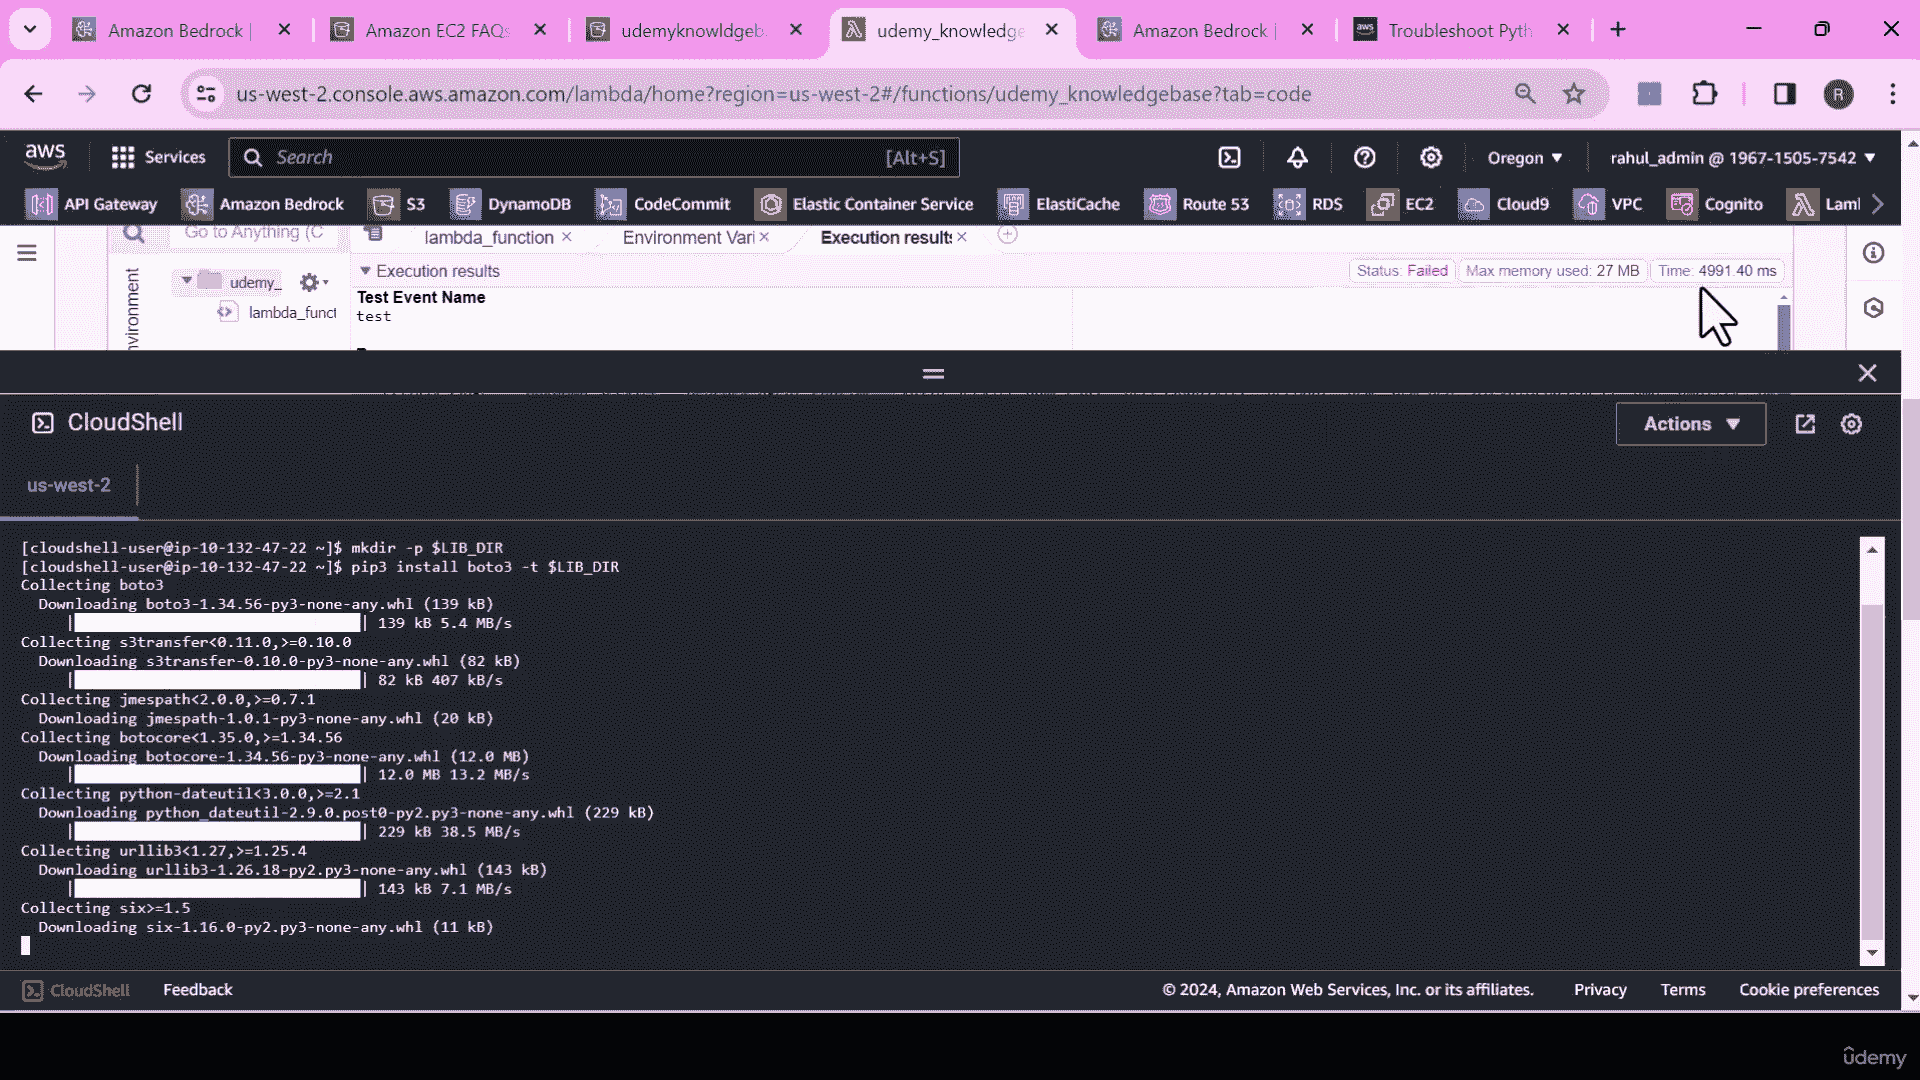 Amazon Bedrock |
Amazon EC2 FAQs
udemyknowldgeb
udemy_knowledge
Amazon Bedrock |
Troubleshoot Pyth
us-west-2.console.aws.amazon.com/lambda/home?region=us-west-2#/functions/udemy_knowledgebase?tab=code
R
aws
Services
Search
[Alt+S]
Oregon
rahul_admin @ 1967-1505-7542
API Gateway
Amazon Bedrock
S3
DynamoDB
CodeCommit
Elastic Container Service
ElastiCache
Route 53
RDS
EC2
Cloud9
VPC
Cognito
Laml
Go to Anything (C
lambda_function
Environment Vari
Execution results
nvironment
udemy_
lambda_funct
Execution results
Status: Failed
Max memory used: 27 MB
Time: 4991.40 ms
Test Event Name
test
CloudShell
Actions
us-west-2
[cloudshell-user@ip-10-132-47-22 ~]$ mkdir -p $LIB_DIR
[cloudshell-user@ip-10-132-47-22 ~]$ pip3 install boto3 -t $LIB_DIR
Collecting boto3
Downloading boto3-1.34.56-py3-none-any.whl (139 kB)
|████████████████████████████████| 139 kB 5.4 MB/s
Collecting s3transfer<0.11.0,>=0.10.0
Downloading s3transfer-0.10.0-py3-none-any.whl (82 kB)
|████████████████████████████████| 82 kB 407 kB/s
Collecting jmespath<2.0.0,>=0.7.1
Downloading jmespath-1.0.1-py3-none-any.whl (20 kB)
Collecting botocore<1.35.0,>=1.34.56
Downloading botocore-1.34.56-py3-none-any.whl (12.0 MB)
|████████████████████████████████| 12.0 MB 13.2 MB/s
Collecting python-dateutil<3.0.0,>=2.1
Downloading python_dateutil-2.9.0.post0-py2.py3-none-any.whl (229 kB)
|████████████████████████████████| 229 kB 38.5 MB/s
Collecting urllib3<1.27,>=1.25.4
Downloading urllib3-1.26.18-py2.py3-none-any.whl (143 kB)
|████████████████████████████████| 143 kB 7.1 MB/s
Collecting six>=1.5
Downloading six-1.16.0-py2.py3-none-any.whl (11 kB)
CloudShell
Feedback
© 2024, Amazon Web Services, Inc. or its affiliates.
Privacy
Terms
Cookie preferences
ûdemy